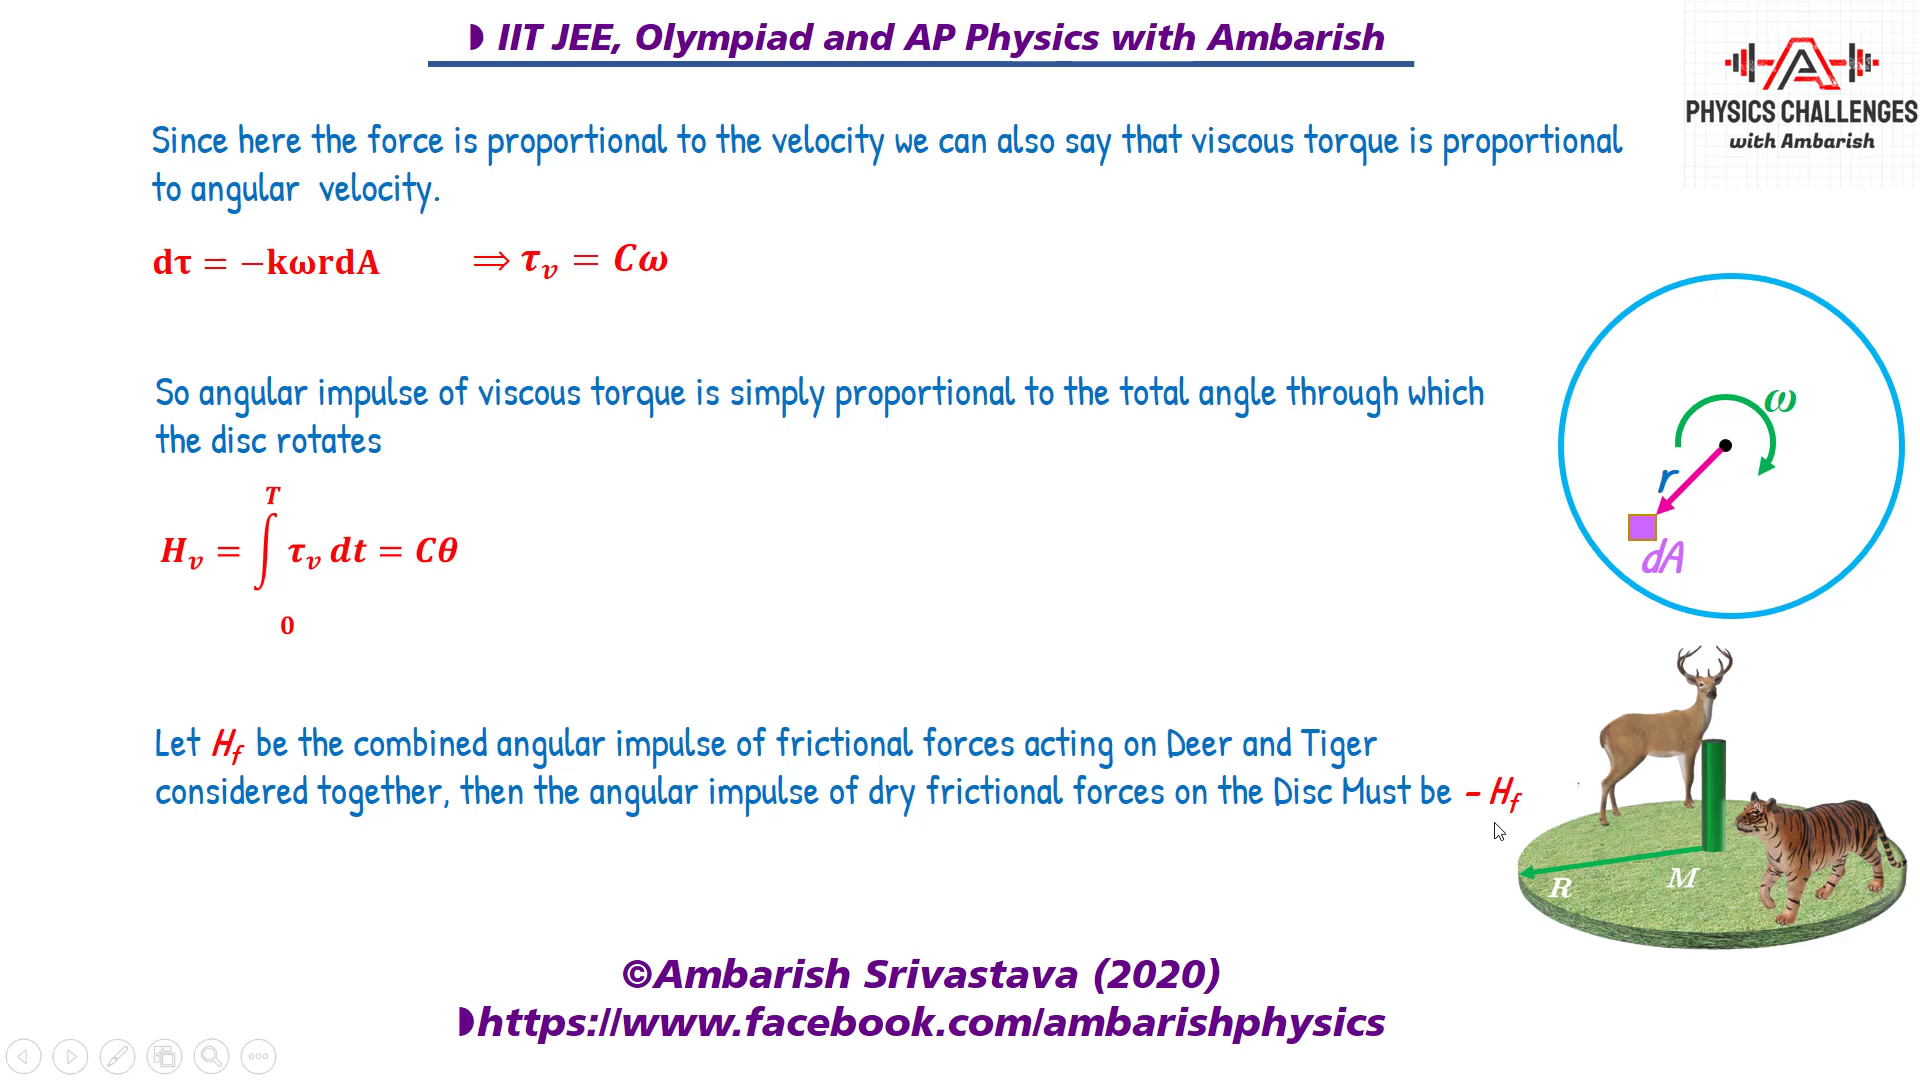 ◗ IIT JEE, Olympiad and AP Physics with Ambarish
A
PHYSICS CHALLENGES
with Ambarish
Since here the force is proportional to the velocity we can also say that viscous torque is proportional
to angular velocity.
dτ = −kωrdA ⟹ τᵥ = Cω
So angular impulse of viscous torque is simply proportional to the total angle through which
the disc rotates
T
Hᵥ = ∫ τᵥ dt = Cθ
0
ω
r
dA
Let H_f be the combined angular impulse of frictional forces acting on Deer and Tiger
considered together, then the angular impulse of dry frictional forces on the Disc Must be - H_f
R
M
©Ambarish Srivastava (2020)
◗https://www.facebook.com/ambarishphysics